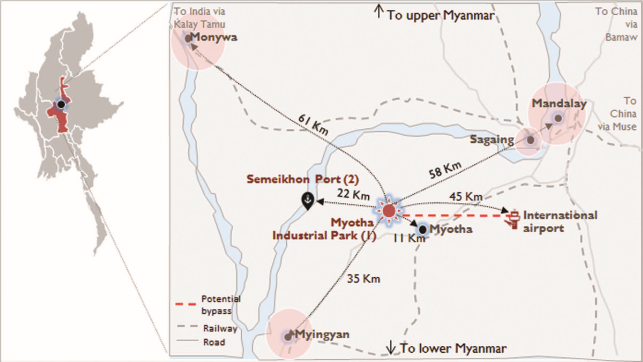 To India via
Kalay Tamu
Monywa
To upper Myanmar
To China
via
Bamaw
Mandalay
To
China
via Muse
Sagaing
61 Km
58 Km
Semeikhon Port (2)
22 Km
45 Km
Myotha
Industrial Park (1)
11 Km
Myotha
International
airport
35 Km
Potential
bypass
Railway
Road
Myingyan
To lower Myanmar